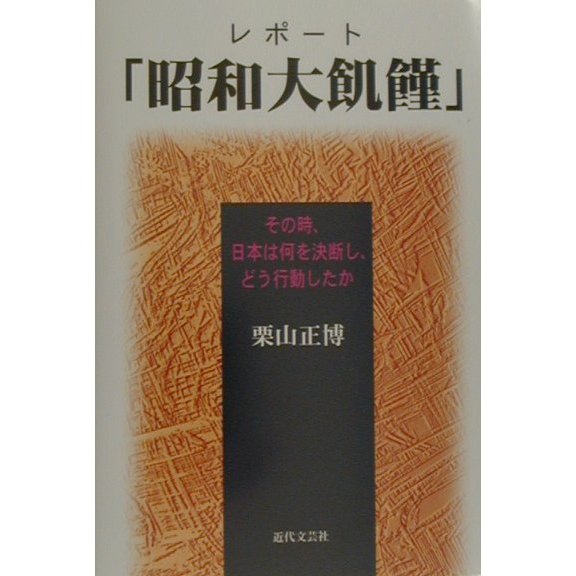 レポート
「昭和大飢饉」
その時、
日本は何を決断し、
どう行動したか
栗山正博
近代文芸社